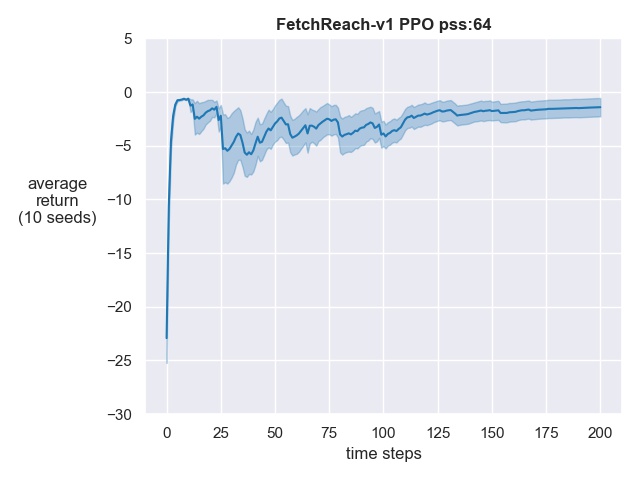 FetchReach-v1 PPO pss:64
5
0
−5
−10
−15
−20
−25
−30
average
return
(10 seeds)
0 25 50 75 100 125 150 175 200
time steps